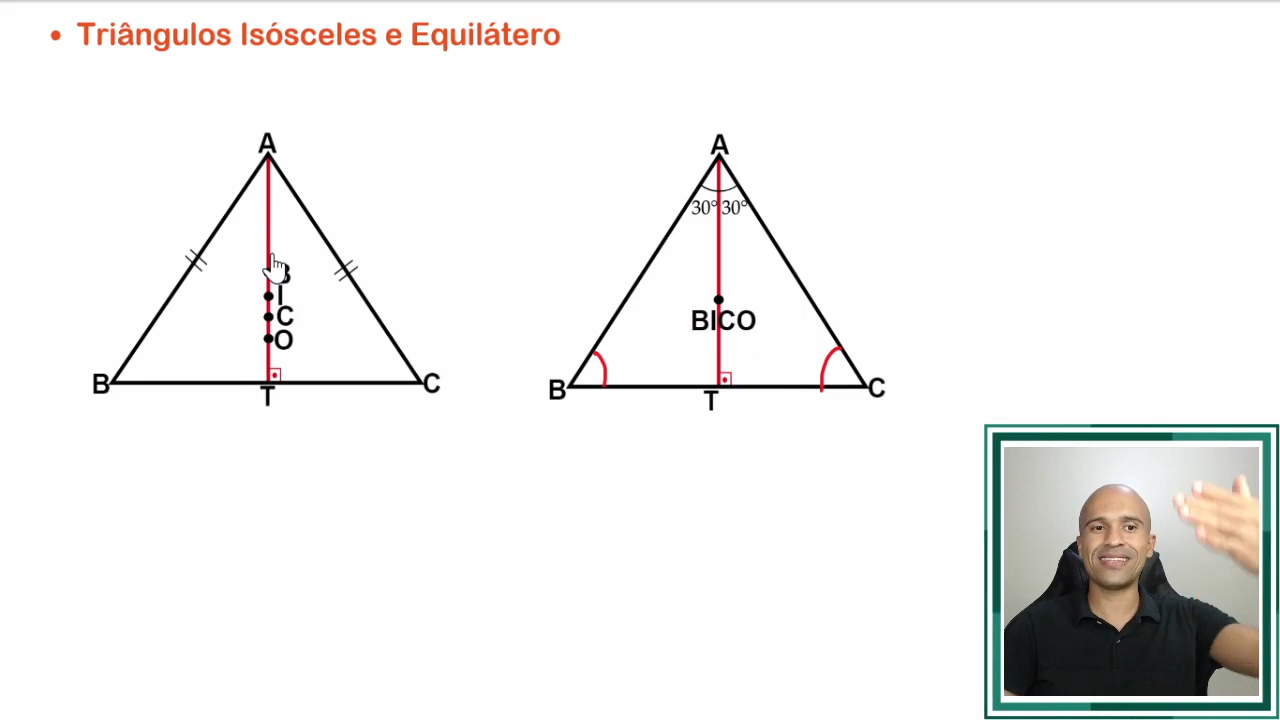 • Triângulos Isósceles e Equilátero
A
B
I
C
O
B
T
C
A
30° 30°
BICO
B
T
C